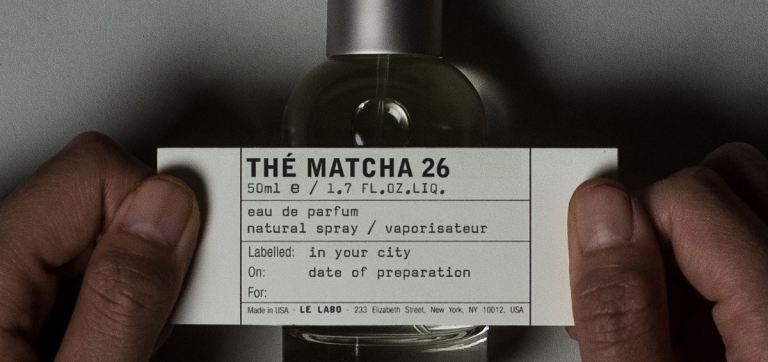 THÉ MATCHA 26
50ml e / 1.7 FL.OZ.LIQ.
eau de parfum
natural spray / vaporisateur
Labelled: in your city
On: date of preparation
For:
Made in USA - LE LABO - 233 Elizabeth Street, New York, NY 10012, USA